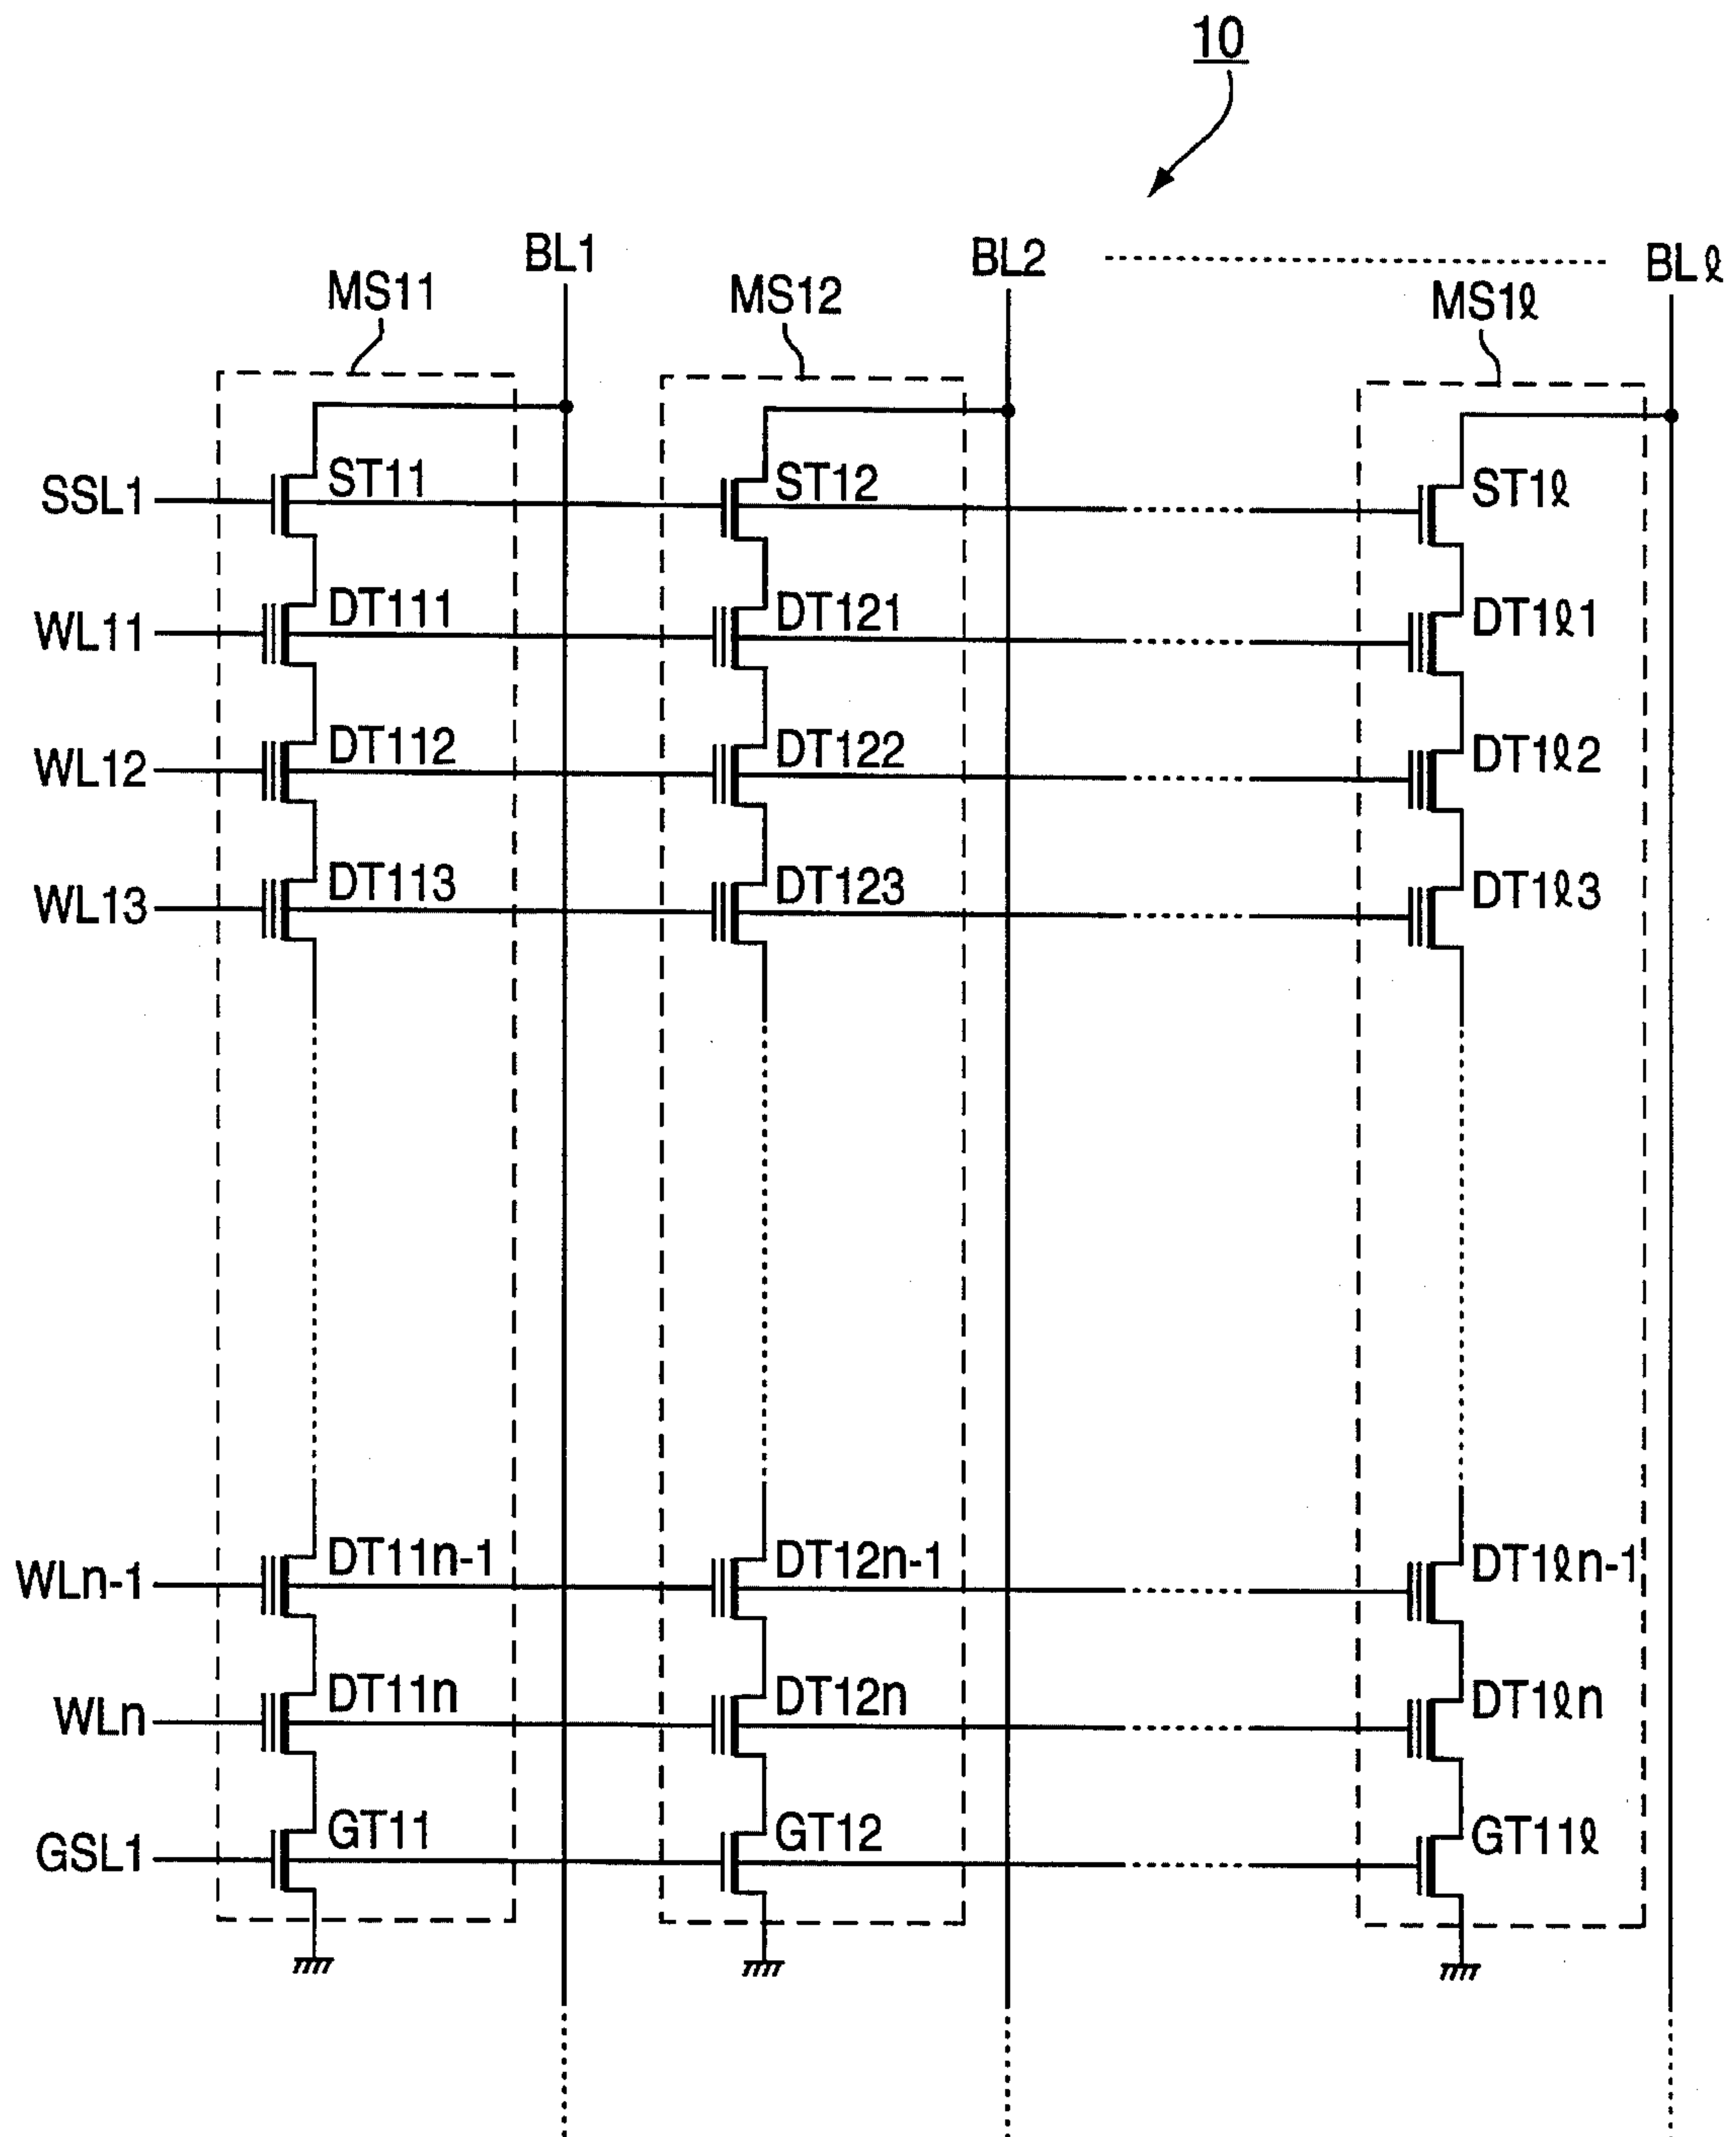 10
BL1 BL2 BLℓ
MS11 MS12 MS1ℓ
SSL1 ST11 ST12 ST1ℓ
WL11 DT111 DT121 DT1ℓ1
WL12 DT112 DT122 DT1ℓ2
WL13 DT113 DT123 DT1ℓ3
WLn-1 DT11n-1 DT12n-1 DT1ℓn-1
WLn DT11n DT12n DT1ℓn
GSL1 GT11 GT12 GT11ℓ